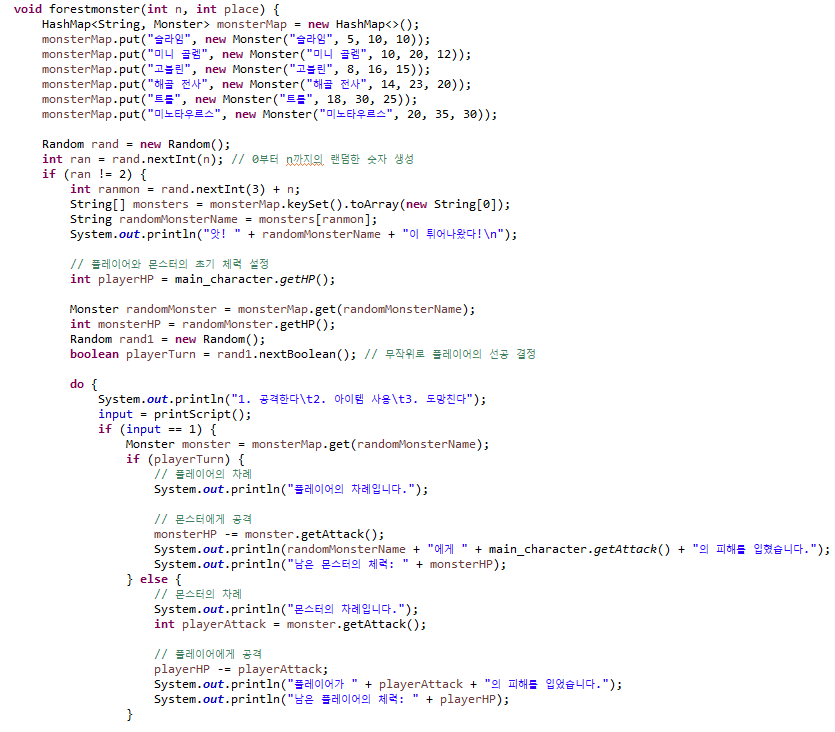 void forestmonster(int n, int place) {
HashMap<String, Monster> monsterMap = new HashMap<>();
monsterMap.put("슬라임", new Monster("슬라임", 5, 10, 10));
monsterMap.put("미니 골렘", new Monster("미니 골렘", 10, 20, 12));
monsterMap.put("고블린", new Monster("고블린", 8, 16, 15));
monsterMap.put("해골 전사", new Monster("해골 전사", 14, 23, 20));
monsterMap.put("트롤", new Monster("트롤", 18, 30, 25));
monsterMap.put("미노타우르스", new Monster("미노타우르스", 20, 35, 30));
Random rand = new Random();
int ran = rand.nextInt(n); // 0부터 n까지의 랜덤한 숫자 생성
if (ran != 2) {
int ranmon = rand.nextInt(3) + n;
String[] monsters = monsterMap.keySet().toArray(new String[0]);
String randomMonsterName = monsters[ranmon];
System.out.println("앗! " + randomMonsterName + "이 튀어나왔다!\n");
// 플레이어와 몬스터의 초기 체력 설정
int playerHP = main_character.getHP();
Monster randomMonster = monsterMap.get(randomMonsterName);
int monsterHP = randomMonster.getHP();
Random rand1 = new Random();
boolean playerTurn = rand1.nextBoolean(); // 무작위로 플레이어의 선공 결정
do {
System.out.println("1. 공격한다\t2. 아이템 사용\t3. 도망친다");
input = printScript();
if (input == 1) {
Monster monster = monsterMap.get(randomMonsterName);
if (playerTurn) {
// 플레이어의 차례
System.out.println("플레이어의 차례입니다.");
// 몬스터에게 공격
monsterHP -= monster.getAttack();
System.out.println(randomMonsterName + "에게 " + main_character.getAttack() + "의 피해를 입혔습니다.");
System.out.println("남은 몬스터의 체력: " + monsterHP);
} else {
// 몬스터의 차례
System.out.println("몬스터의 차례입니다.");
int playerAttack = monster.getAttack();
// 플레이어에게 공격
playerHP -= playerAttack;
System.out.println("플레이어가 " + playerAttack + "의 피해를 입었습니다.");
System.out.println("남은 플레이어의 체력: " + playerHP);
}